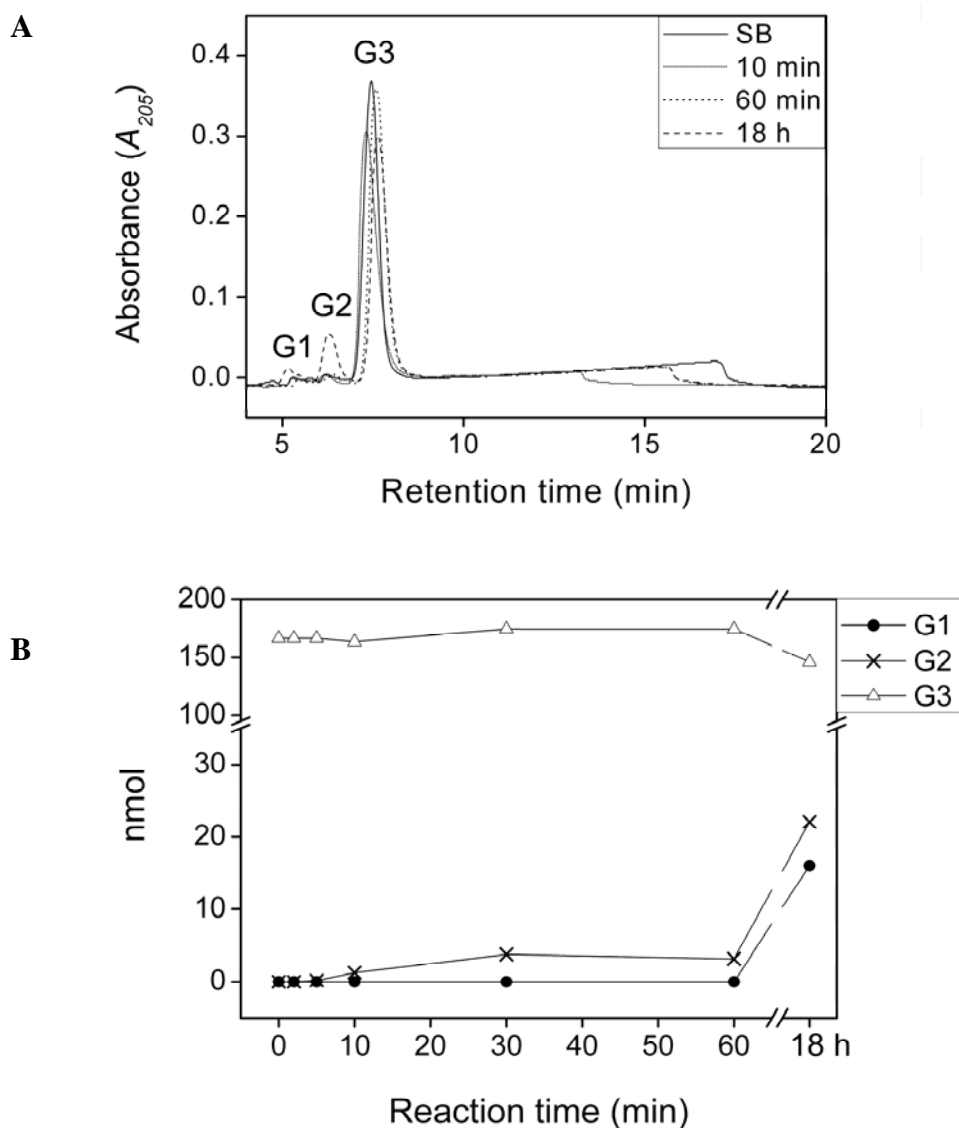 A
G3
G2
G1
SB
10 min
60 min
18 h
0.4
0.3
0.2
0.1
0.0
Absorbance (A205)
5
10
15
20
Retention time (min)
B
G1
G2
G3
200
150
100
30
20
10
0
nmol
0
10
20
30
40
50
60
18 h
Reaction time (min)